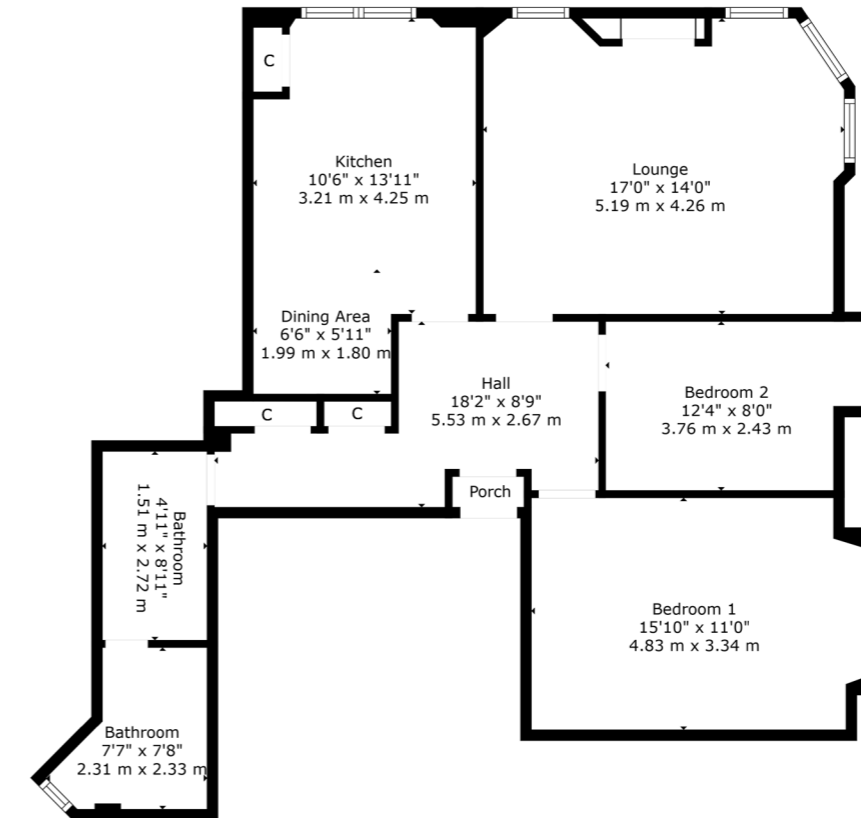 C
Kitchen
10'6" x 13'11"
3.21 m x 4.25 m
Lounge
17'0" x 14'0"
5.19 m x 4.26 m
Dining Area
6'6" x 5'11"
1.99 m x 1.80 m
Hall
18'2" x 8'9"
5.53 m x 2.67 m
Bedroom 2
12'4" x 8'0"
3.76 m x 2.43 m
C
C
Porch
Bathroom
4'11" x 8'11"
1.51 m x 2.72 m
Bedroom 1
15'10" x 11'0"
4.83 m x 3.34 m
Bathroom
7'7" x 7'8"
2.31 m x 2.33 m